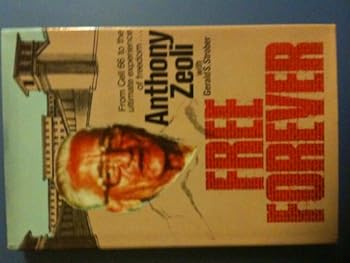 From Cell 66 to the
ultimate experience
of freedom...
Anthony
Zeoli
with
Gerald S. Strober
FREE
FOREVER